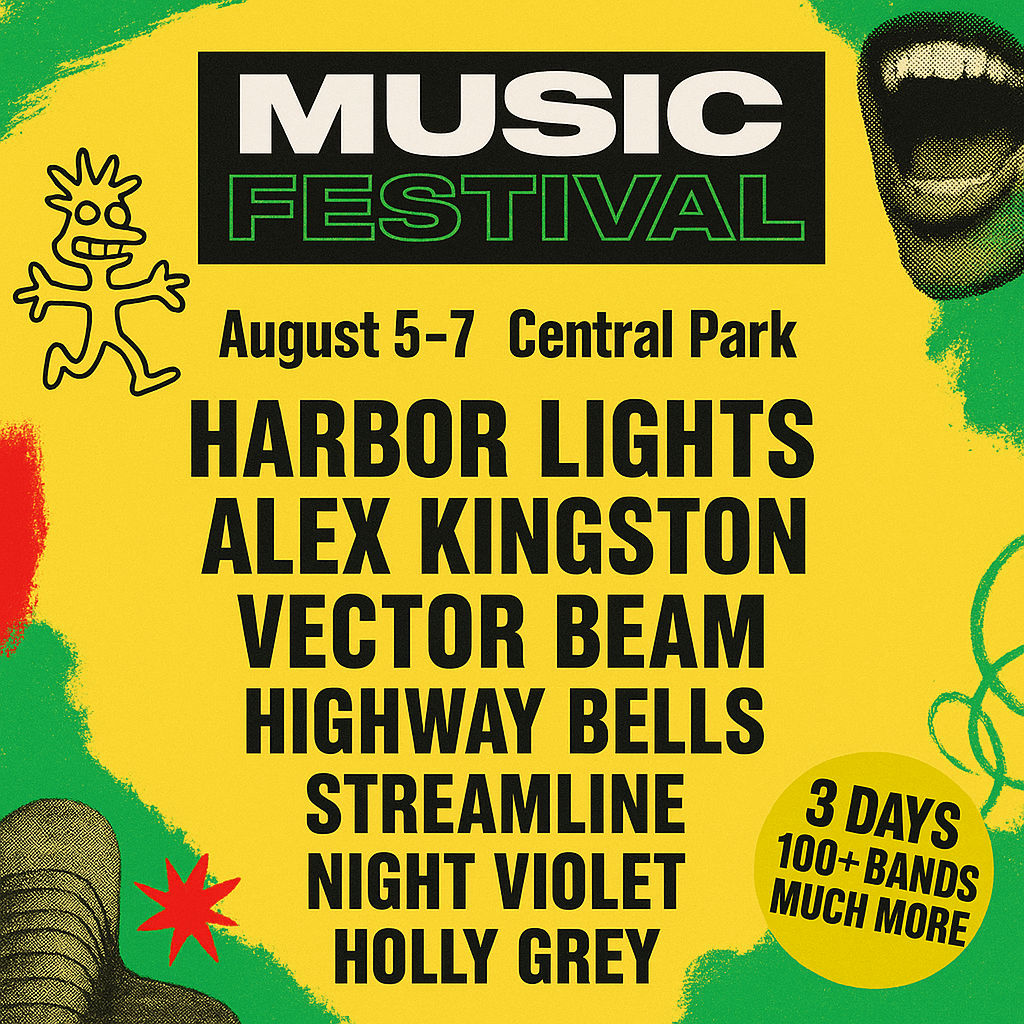 MUSIC
FESTIVAL
August 5–7 Central Park
HARBOR LIGHTS
ALEX KINGSTON
VECTOR BEAM
HIGHWAY BELLS
STREAMLINE
NIGHT VIOLET
HOLLY GREY
3 DAYS
100+ BANDS
MUCH MORE